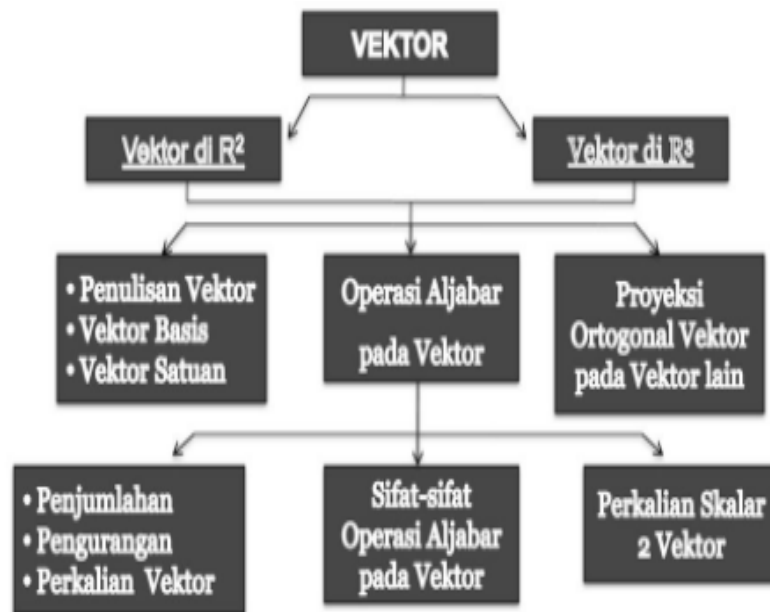 VEKTOR
Vektor di R²
Vektor di R³
• Penulisan Vektor
• Vektor Basis
• Vektor Satuan
Operasi Aljabar
pada Vektor
Proyeksi
Ortogonal Vektor
pada Vektor lain
• Penjumlahan
• Pengurangan
• Perkalian Vektor
Sifat-sifat
Operasi Aljabar
pada Vektor
Perkalian Skalar
2 Vektor